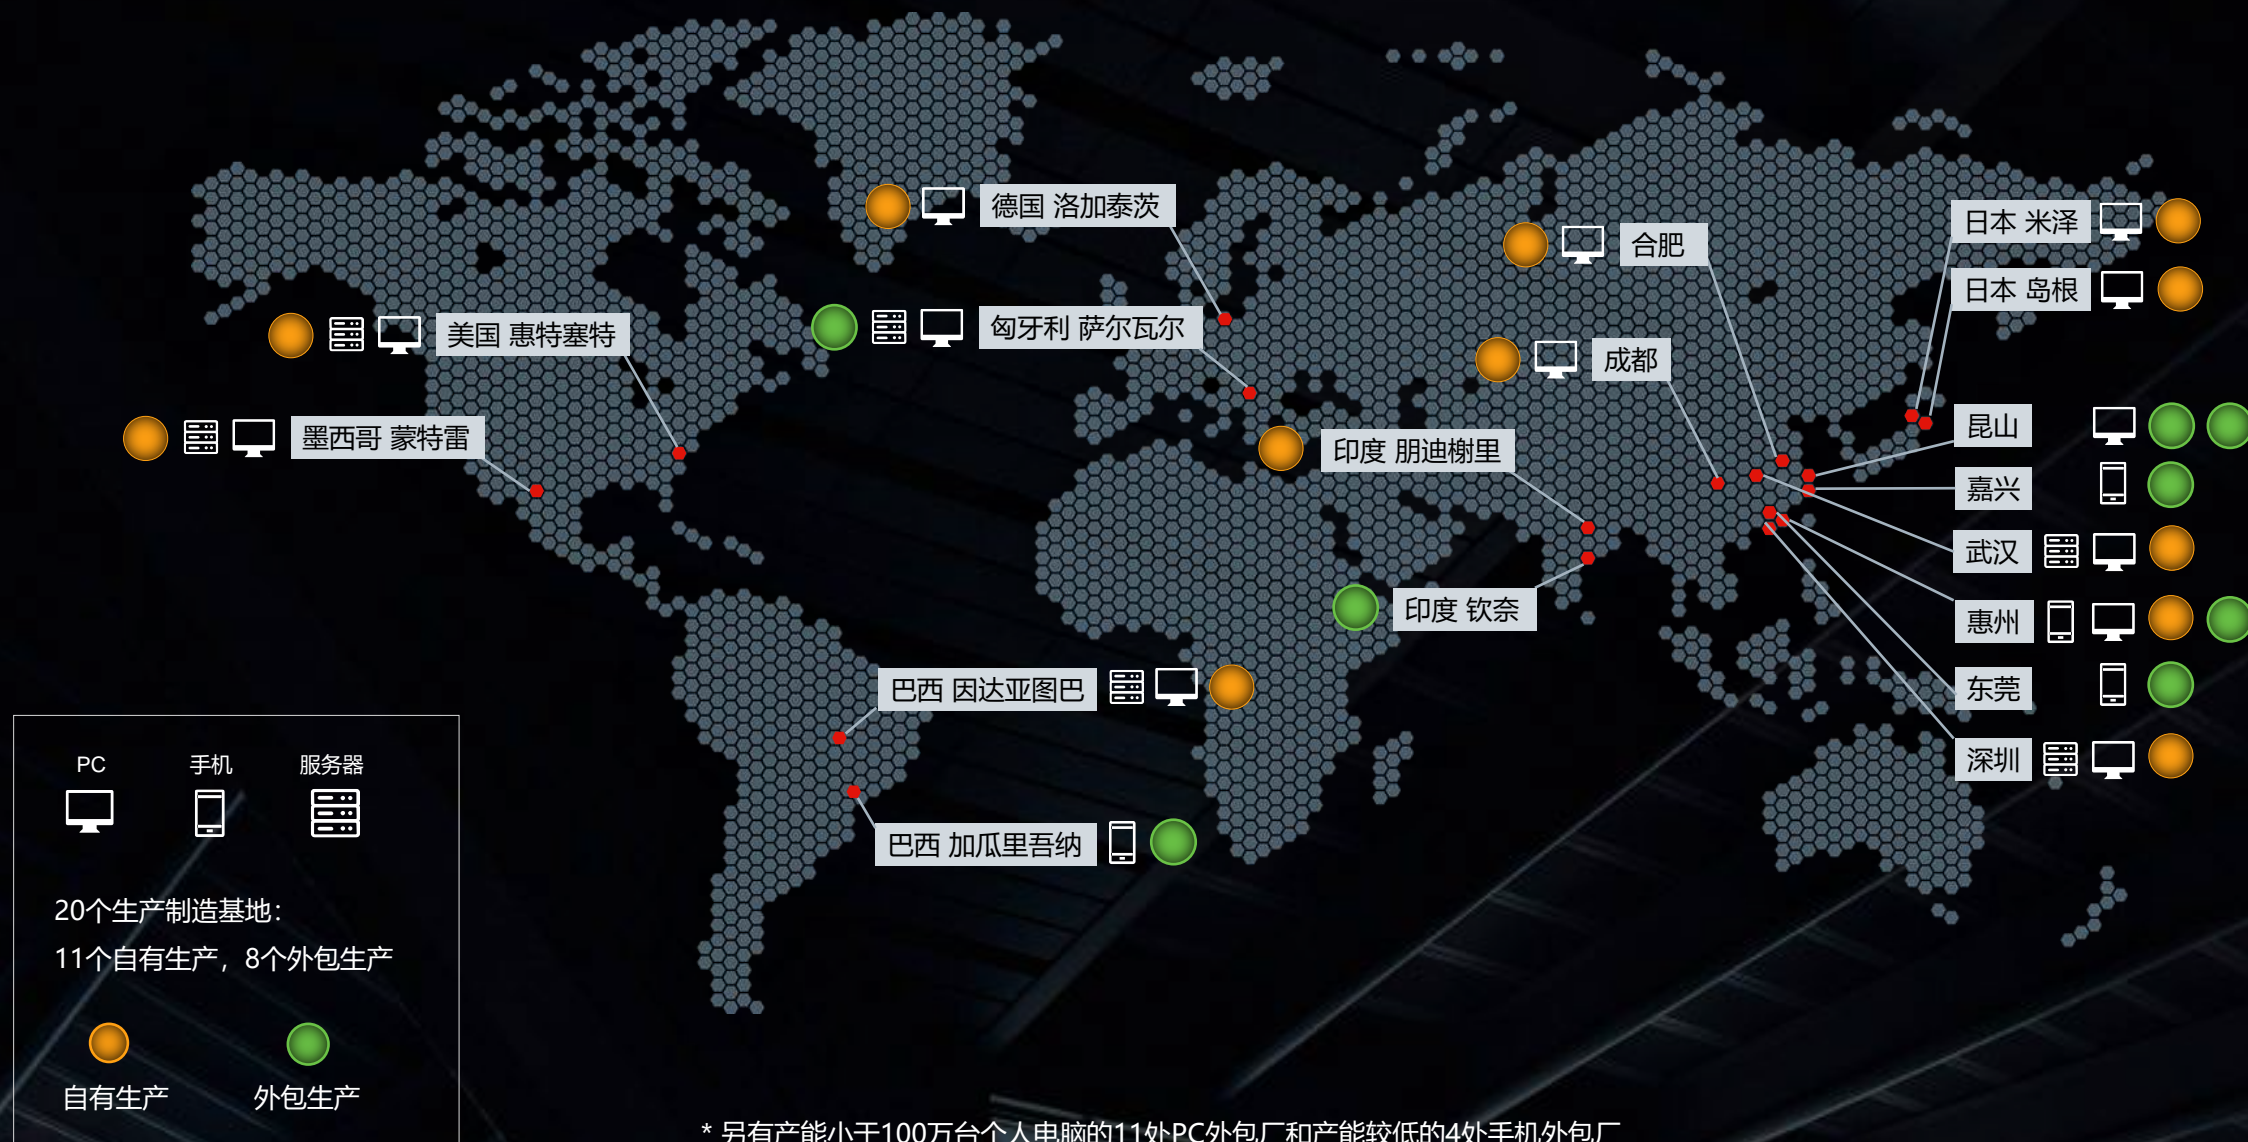 德国 洛加泰茨
合肥
日本 米泽
日本 岛根
美国 惠特塞特
匈牙利 萨尔瓦尔
成都
墨西哥 蒙特雷
印度 朋迪榭里
昆山
嘉兴
武汉
印度 钦奈
惠州
巴西 因达亚图巴
东莞
深圳
巴西 加瓜里吾纳
PC 手机 服务器
20个生产制造基地：
11个自有生产，8个外包生产
自有生产 外包生产
* 另有产能小于100万台个人电脑的11处PC外包厂和产能较低的4处手机外包厂